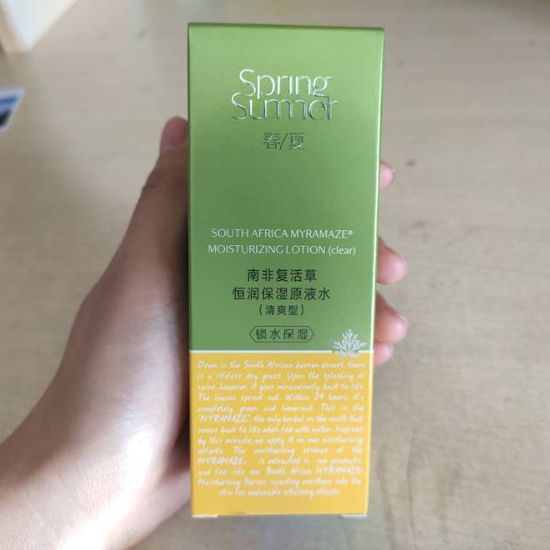 Spring
Summer
春/夏
SOUTH AFRICA MYRAMAZE®
MOISTURIZING LOTION (clear)
南非复活草
恒润保湿原液水
(清爽型)
锁水保湿
Down in the South African barren desert, there
is a lifeless dry grass. Upon the splashing of
rains, however, it goes miraculously back to life.
The leaves sprout out. Within 24 hours, it's
completely green and luxuriant. This is the
"MYRAMAZE", the only herbal on the earth that
comes back to life when fed with water. Inspired
by this miracle, we apply it on our moisturizing
efforts. The moisturizing essence of the
MYRAMAZE is extracted in our products,
and fed into our South Africa MYRAMAZE
Moisturizing Series, injecting moisture into the
skin for undeniable retaining effects.